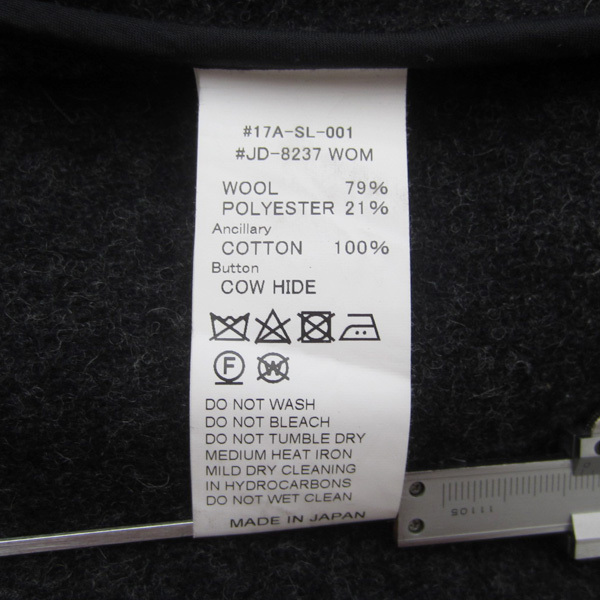 #17A-SL-001
#JD-8237 WOM
WOOL 79%
POLYESTER 21%
Ancillary
COTTON 100%
Button
COW HIDE
F W
DO NOT WASH
DO NOT BLEACH
DO NOT TUMBLE DRY
MEDIUM HEAT IRON
MILD DRY CLEANING
IN HYDROCARBONS
DO NOT WET CLEAN
MADE IN JAPAN
11105